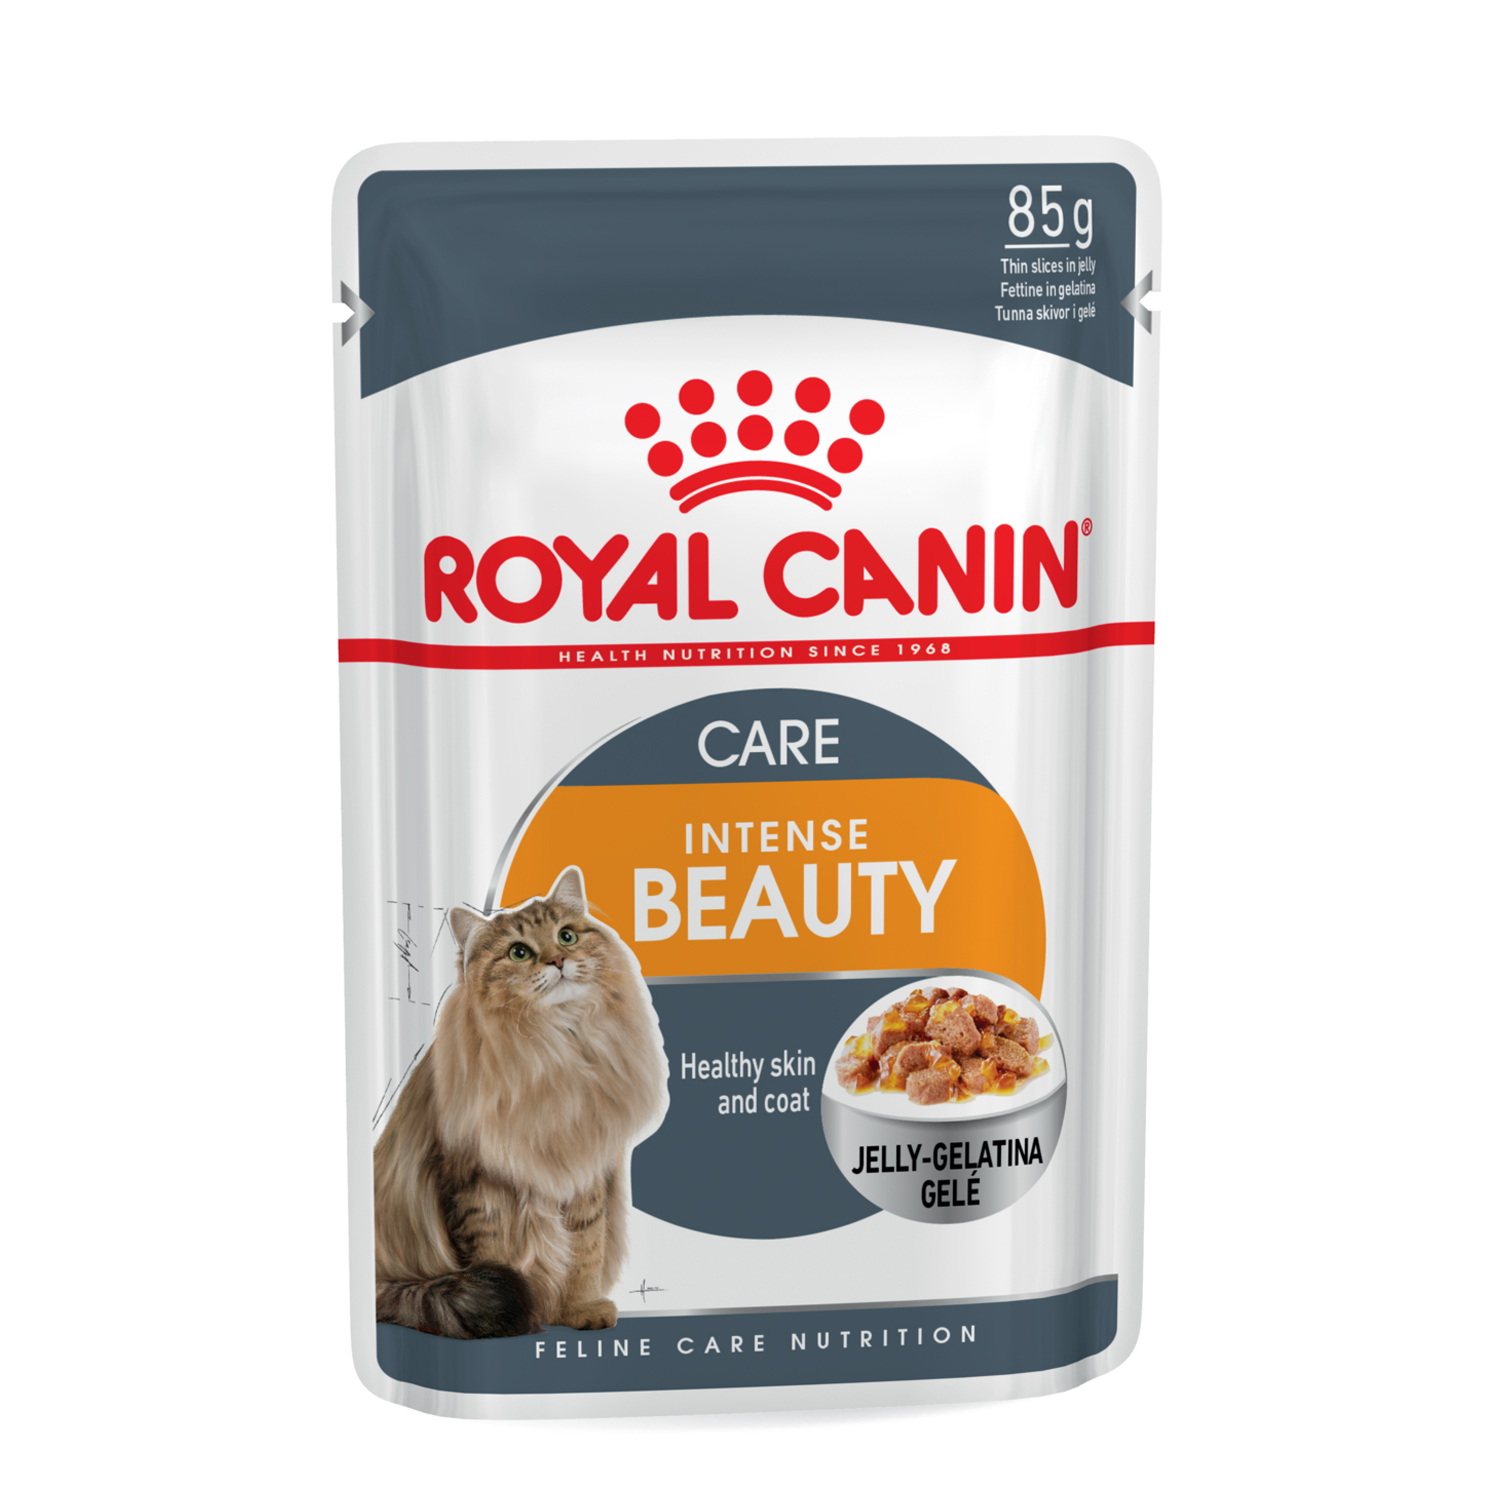 85g
Thin slices in jelly
Fettine in gelatina
Tunna skivor i gelé
ROYAL CANIN®
HEALTH NUTRITION SINCE 1968
CARE
INTENSE
BEAUTY
Healthy skin
and coat
JELLY-GELATINA
GELÉ
FELINE CARE NUTRITION